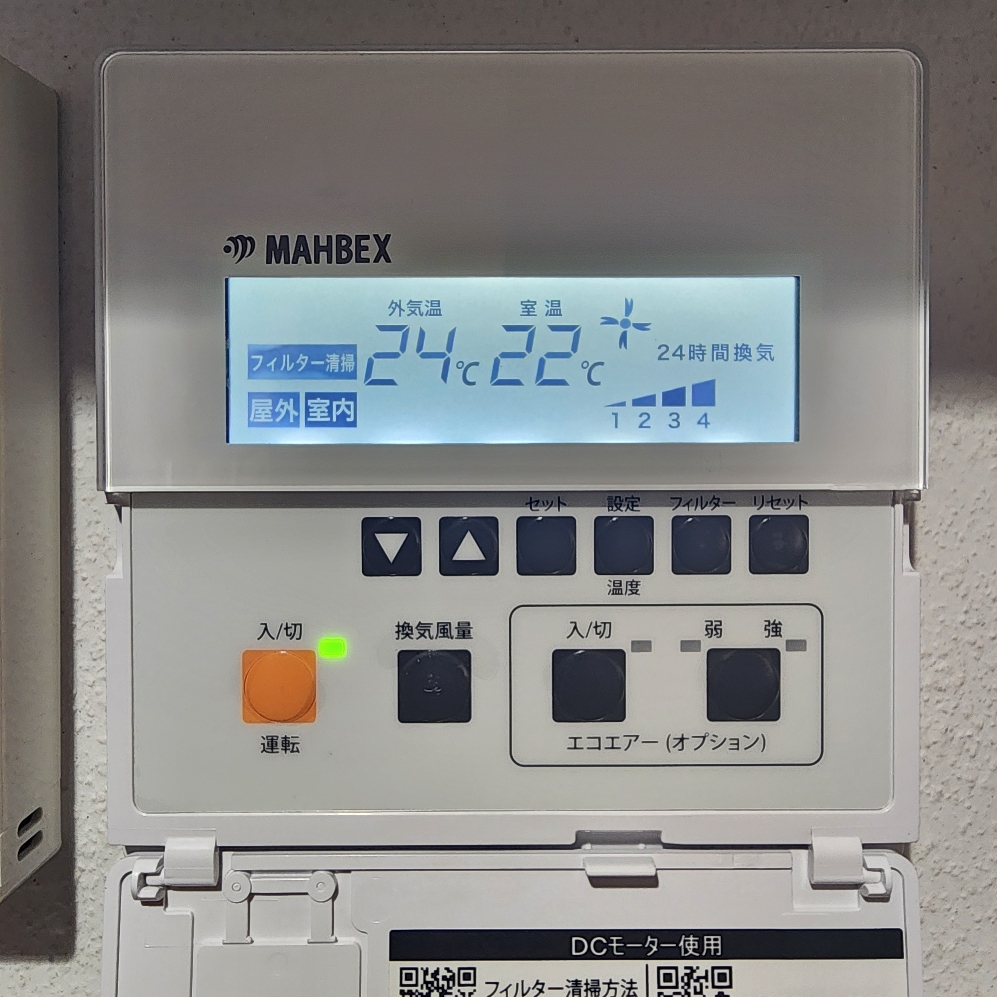 MAHBEX
外気温 室温
24℃ 22℃
24時間換気
フィルター清掃
屋外 室内
1 2 3 4
セット 設定 フィルター リセット
▼ ▲
温度
入/切 換気風量 入/切 弱 強
運転
エコエアー (オプション)
DCモーター使用
フィルター清掃方法